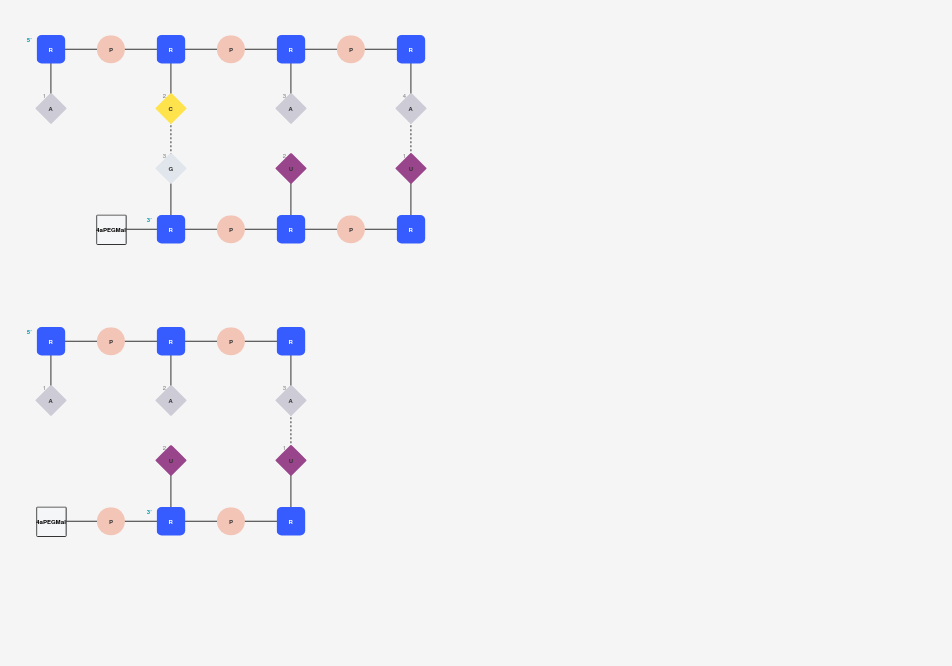 5'
R P R P R P R
1 2 3 4
A C A A
3 2 1
G U U
3'
4aPEGMal R P R P R
5'
R P R P R
1 2 3
A A A
2 1
U U
3'
4aPEGMal P R P R